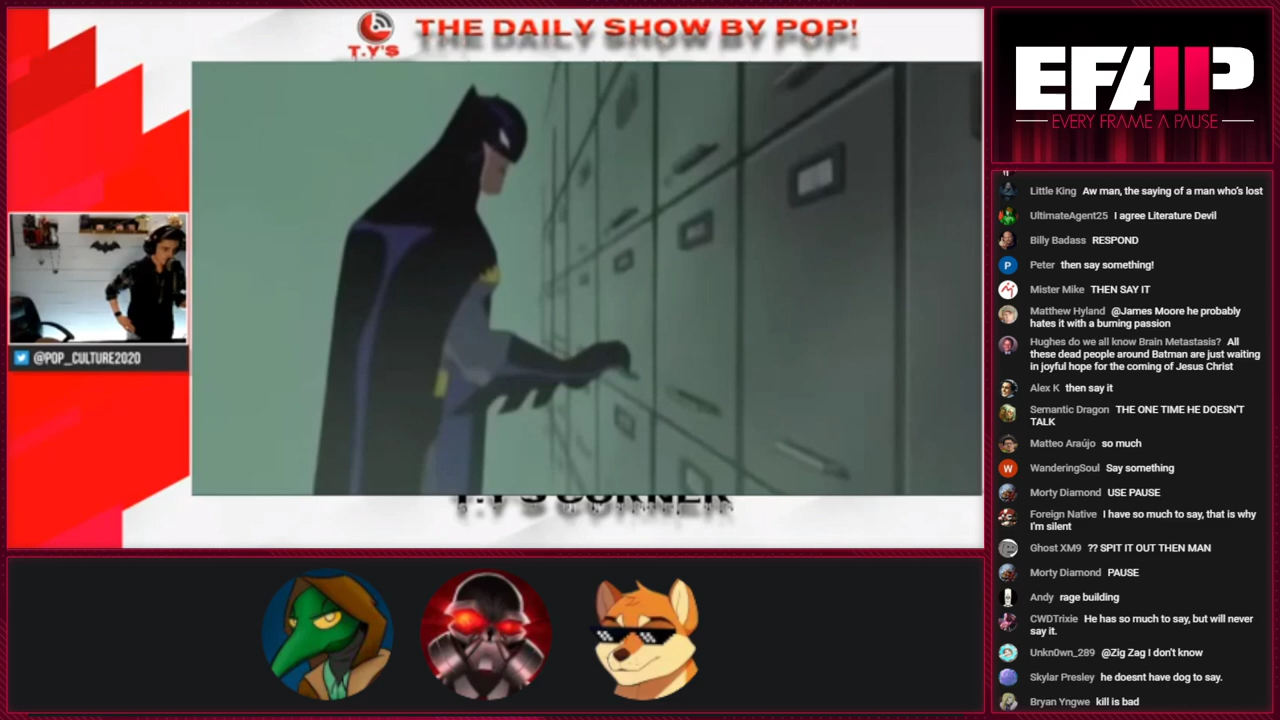 T.Y'S
THE DAILY SHOW BY POP!
@POP_CULTURE2020
T.Y'S CORNER
EFAP
EVERY FRAME A PAUSE
Little King Aw man, the saying of a man who's lost
UltimateAgent25 I agree Literature Devil
Billy Badass RESPOND
P
Peter then say something!
Mister Mike THEN SAY IT
Matthew Hyland @James Moore he probably
hates it with a burning passion
Hughes do we all know Brain Metastasis? All
these dead people around Batman are just waiting
in joyful hope for the coming of Jesus Christ
Alex K then say it
Semantic Dragon THE ONE TIME HE DOESN'T
TALK
Matteo Araújo so much
W
WanderingSoul Say something
Morty Diamond USE PAUSE
Foreign Native I have so much to say, that is why
I'm silent
Ghost XM9 ?? SPIT IT OUT THEN MAN
Morty Diamond PAUSE
Andy rage building
CWDTrixie He has so much to say, but will never
say it.
Unkn0wn_289 @Zig Zag I don't know
Skylar Presley he doesnt have dog to say.
Bryan Yngwe kill is bad